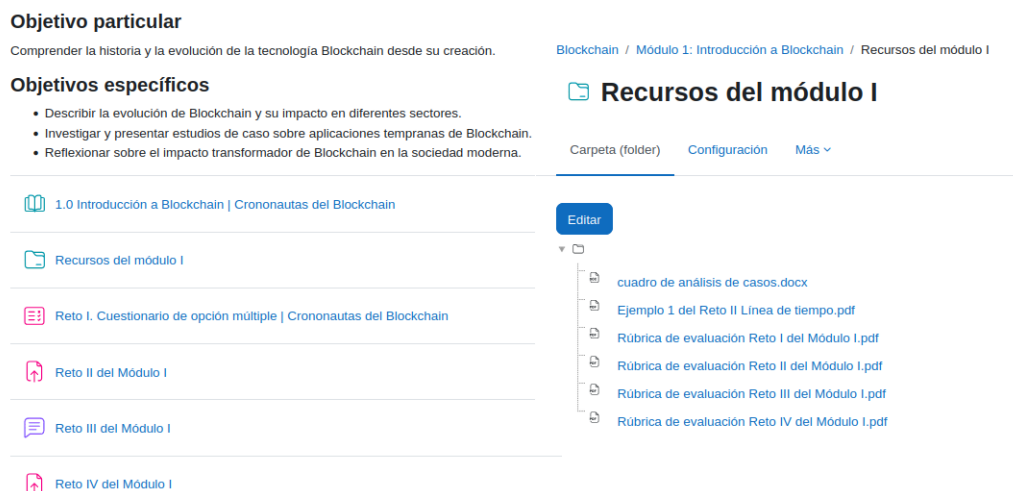 Objetivo particular
Comprender la historia y la evolución de la tecnología Blockchain desde su creación.
Objetivos específicos
Describir la evolución de Blockchain y su impacto en diferentes sectores.
Investigar y presentar estudios de caso sobre aplicaciones tempranas de Blockchain.
Reflexionar sobre el impacto transformador de Blockchain en la sociedad moderna.
1.0 Introducción a Blockchain | Crononautas del Blockchain
Recursos del módulo I
Reto I. Cuestionario de opción múltiple | Crononautas del Blockchain
Reto II del Módulo I
Reto III del Módulo I
Reto IV del Módulo I
Blockchain / Módulo 1: Introducción a Blockchain / Recursos del módulo I
Recursos del módulo I
Carpeta (folder) Configuración Más
Editar
cuadro de análisis de casos.docx
Ejemplo 1 del Reto II Línea de tiempo.pdf
Rúbrica de evaluación Reto I del Módulo I.pdf
Rúbrica de evaluación Reto II del Módulo I.pdf
Rúbrica de evaluación Reto III del Módulo I.pdf
Rúbrica de evaluación Reto IV del Módulo I.pdf